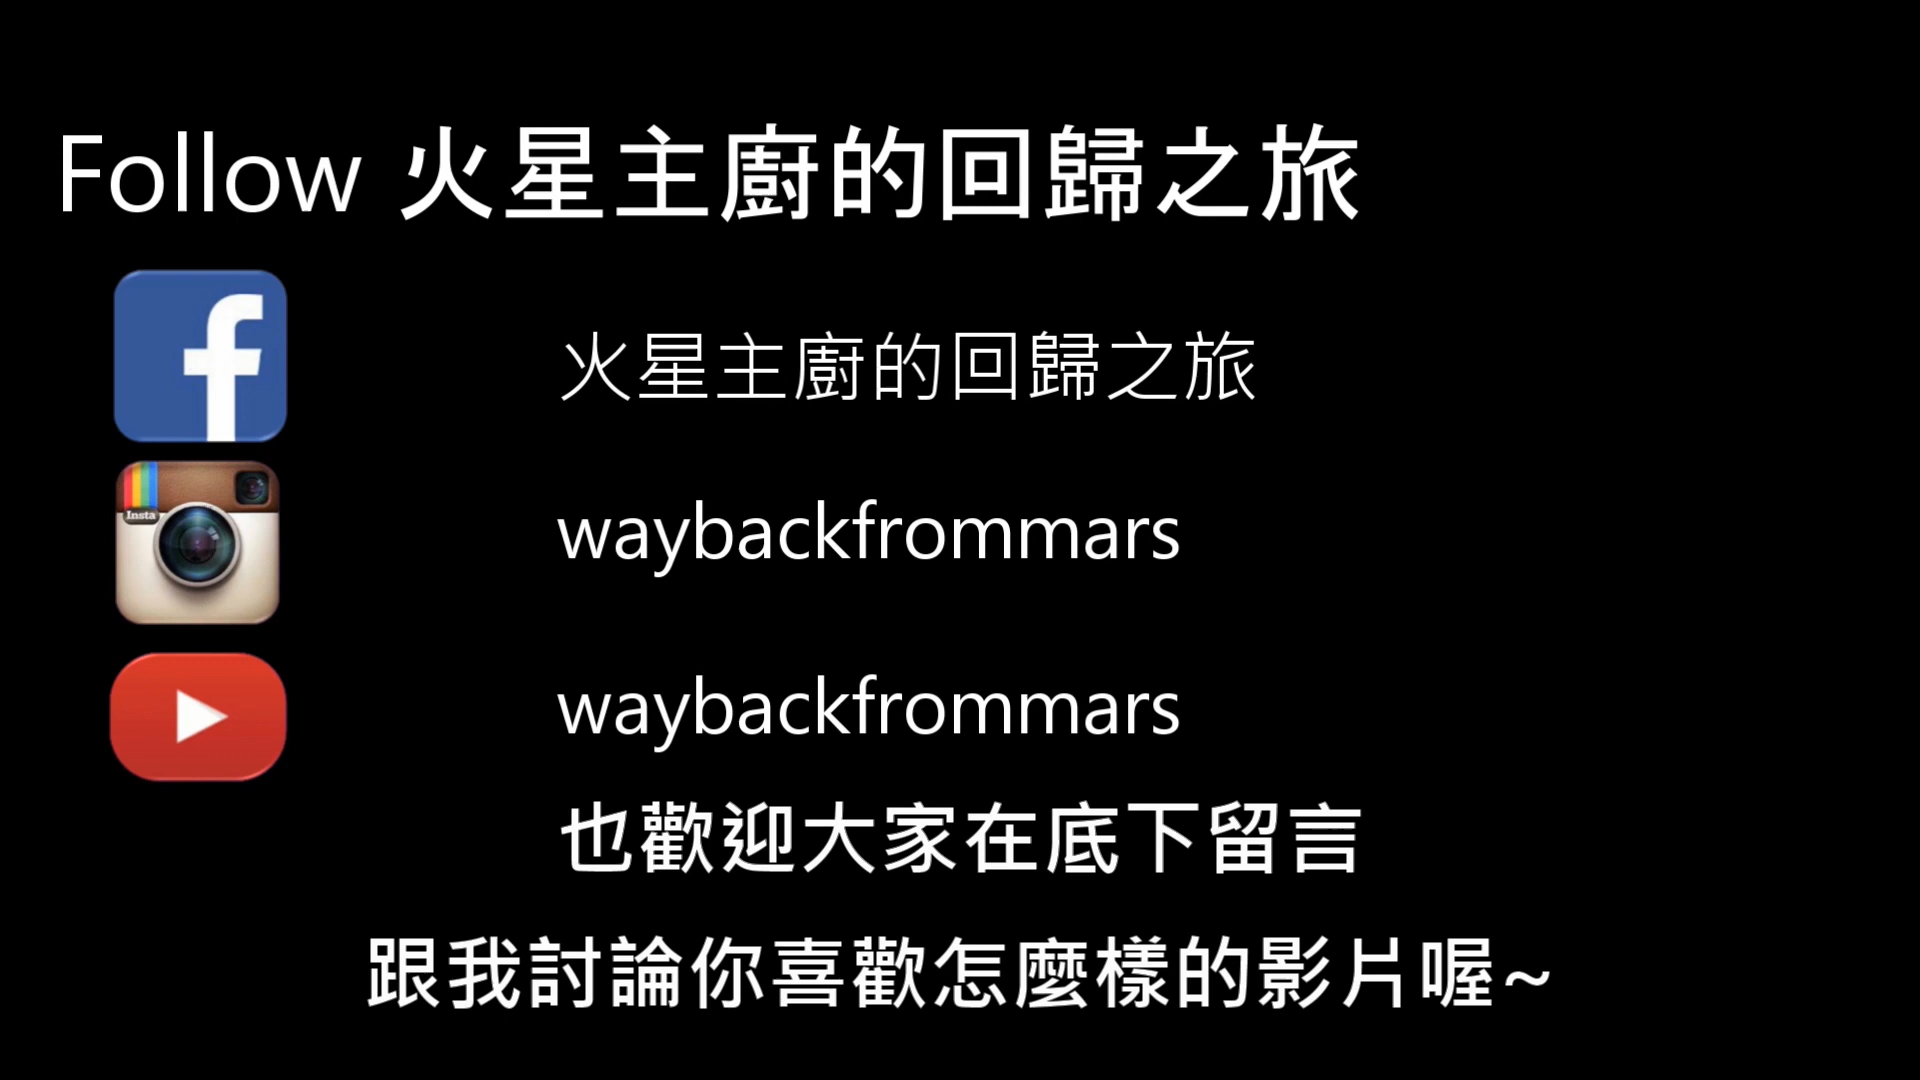 Follow 火星主廚的回歸之旅
火星主廚的回歸之旅
Insta
waybackfrommars
waybackfrommars
也歡迎大家在底下留言
跟我討論你喜歡怎麼樣的影片喔~